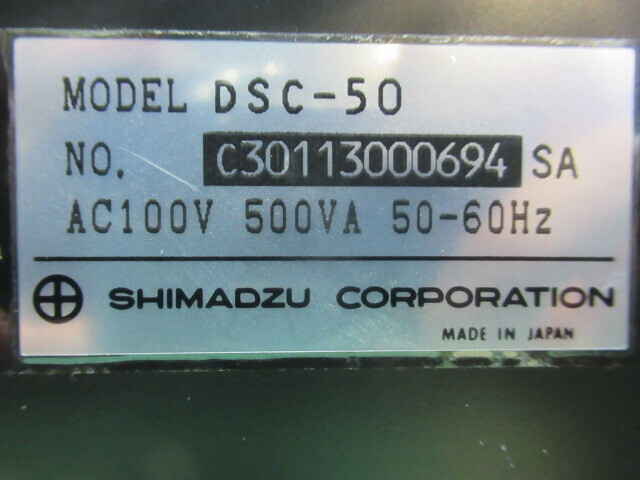 MODEL DSC-50
NO. C30113000694 SA
AC100V 500VA 50-60Hz
SHIMADZU CORPORATION
MADE IN JAPAN